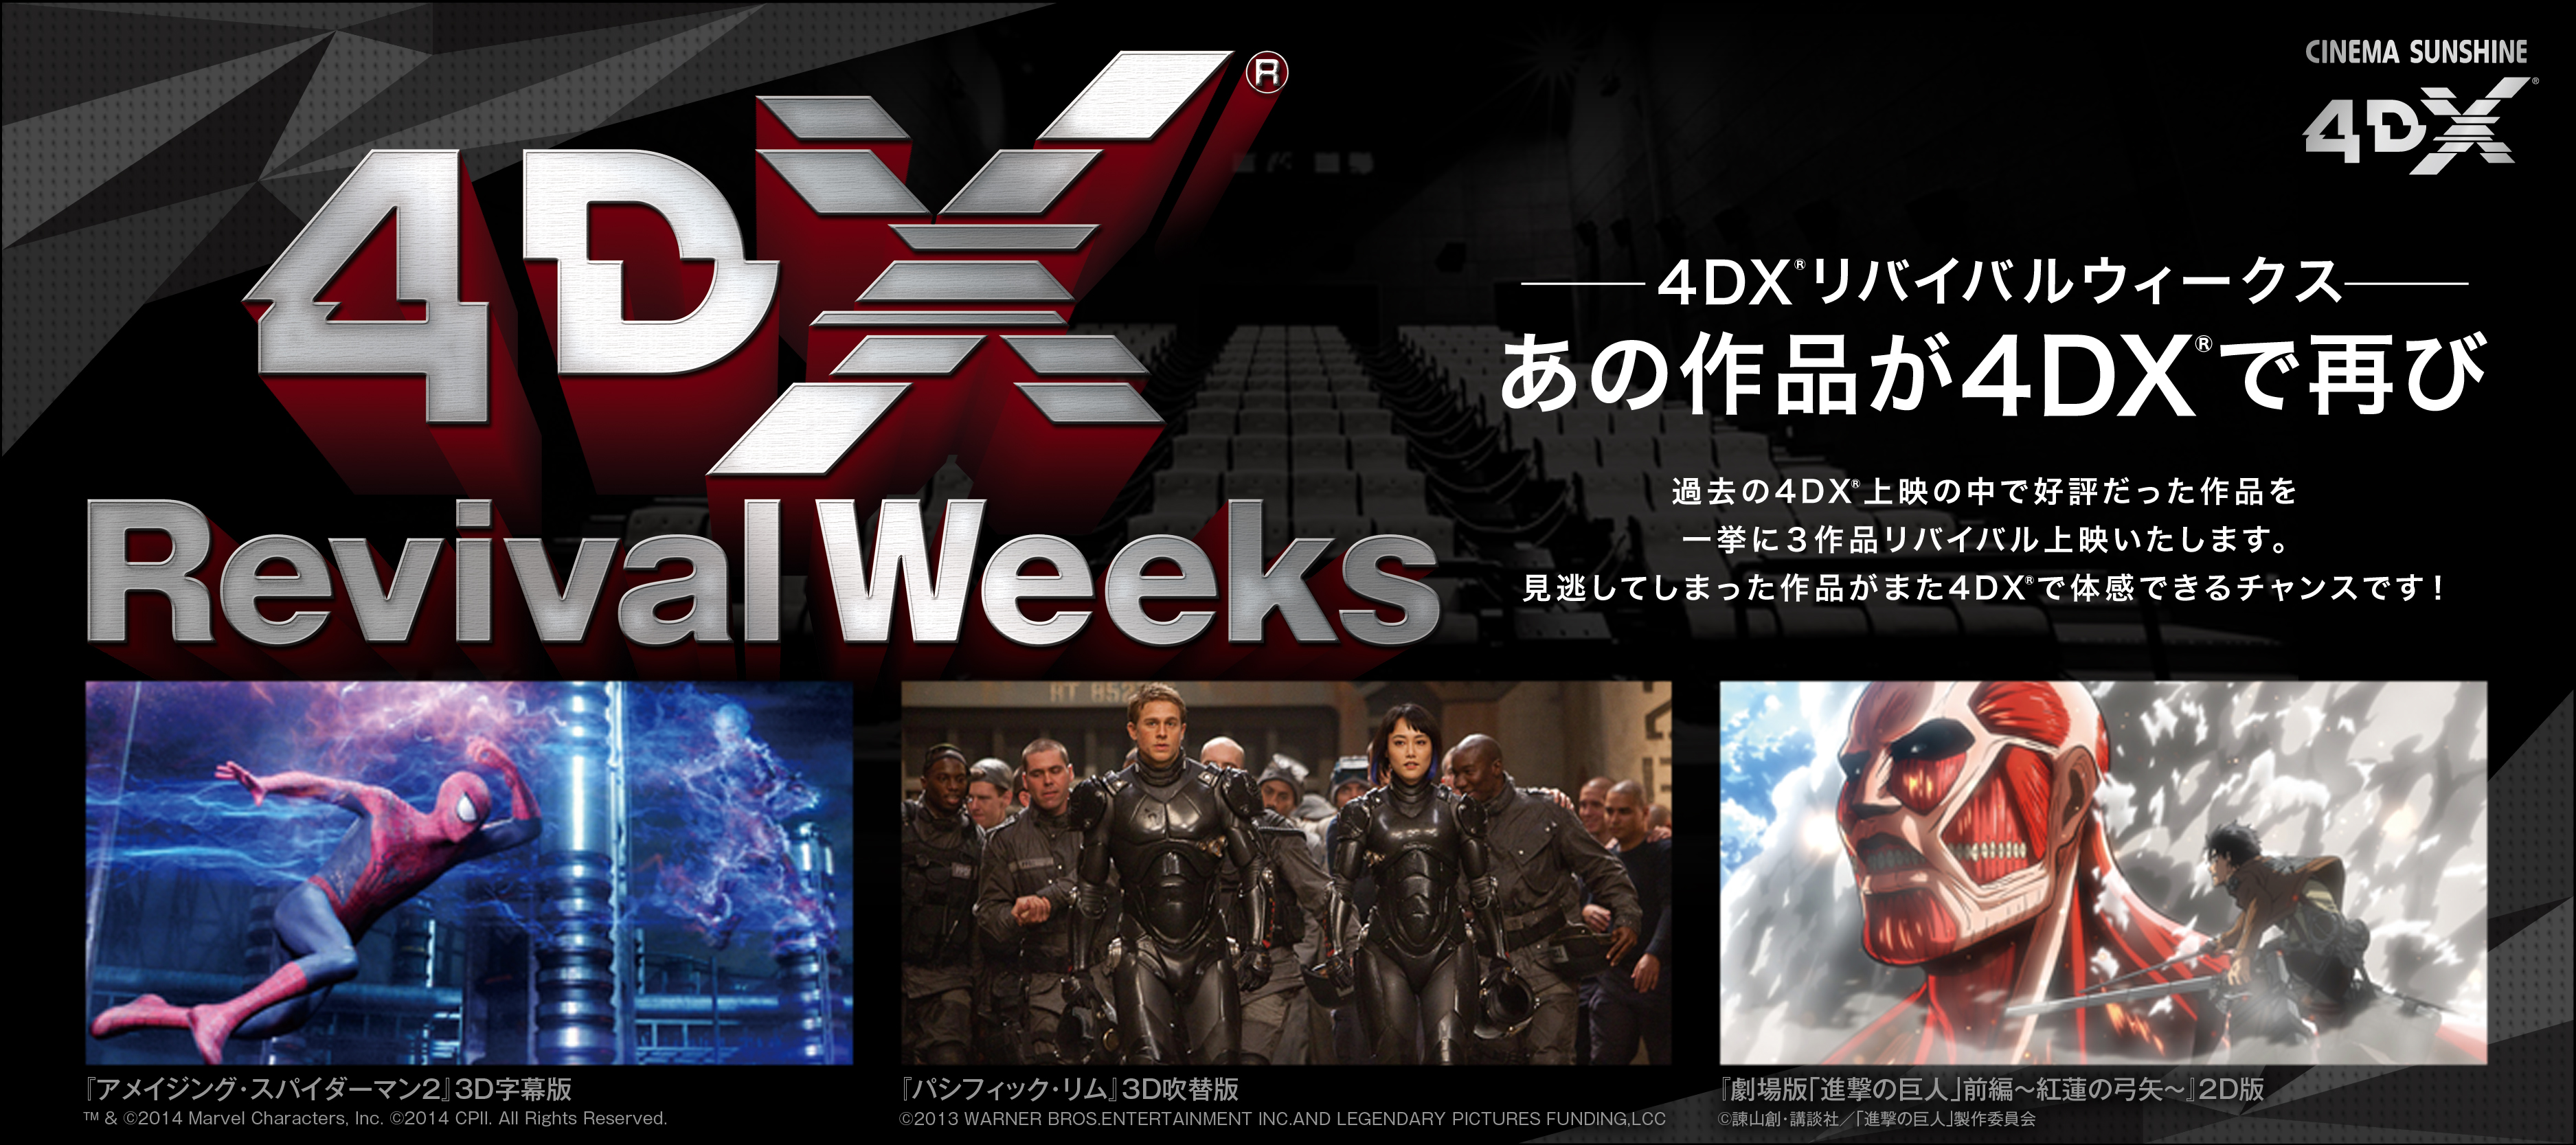 CINEMA SUNSHINE
4DX®
4DX®
Revival Weeks
4DX®リバイバルウィークス
あの作品が4DX®で再び
過去の4DX®上映の中で好評だった作品を
一挙に3作品リバイバル上映いたします。
見逃してしまった作品がまた4DX®で体感できるチャンスです！
『アメイジング・スパイダーマン2』3D字幕版
™ & ©2014 Marvel Characters, Inc. ©2014 CPII. All Rights Reserved.
『パシフィック・リム』3D吹替版
©2013 WARNER BROS.ENTERTAINMENT INC.AND LEGENDARY PICTURES FUNDING,LCC
『劇場版「進撃の巨人」前編〜紅蓮の弓矢〜』2D版
©諫山創・講談社／「進撃の巨人」製作委員会